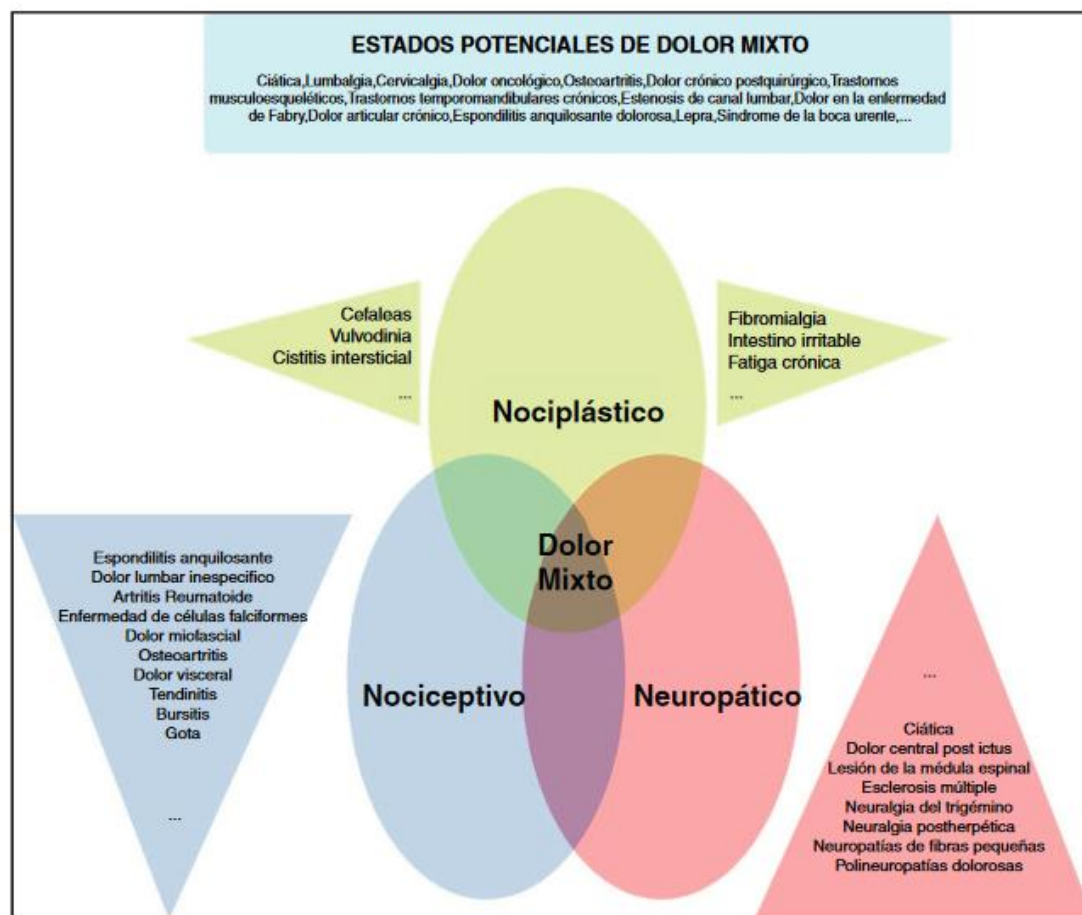 ESTADOS POTENCIALES DE DOLOR MIXTO
Ciática,Lumbalgia,Cervicalgia,Dolor oncológico,Osteoartritis,Dolor crónico postquirúrgico,Trastornos
musculoesqueléticos,Trastornos temporomandibulares crónicos,Estenosis de canal lumbar,Dolor en la enfermedad
de Fabry,Dolor articular crónico,Espondilitis anquilosante dolorosa,Lepra,Síndrome de la boca urente,...
Cefaleas
Vulvodinia
Cistitis intersticial
...
Fibromialgia
Intestino irritable
Fatiga crónica
...
Nociplástico
Dolor
Mixto
Nociceptivo
Neuropático
Espondilitis anquilosante
Dolor lumbar inespecifico
Artritis Reumatoide
Enfermedad de células falciformes
Dolor miofascial
Osteoartritis
Dolor visceral
Tendinitis
Bursitis
Gota
...
...
Ciática
Dolor central post ictus
Lesión de la médula espinal
Esclerosis múltiple
Neuralgia del trigémino
Neuralgia postherpética
Neuropatías de fibras pequeñas
Polineuropatías dolorosas